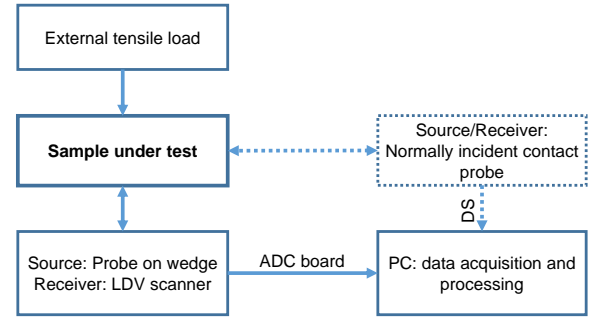 External tensile load
Sample under test
Source/Receiver:
Normally incident contact
probe
DS
Source: Probe on wedge
Receiver: LDV scanner
ADC board
PC: data acquisition and
processing